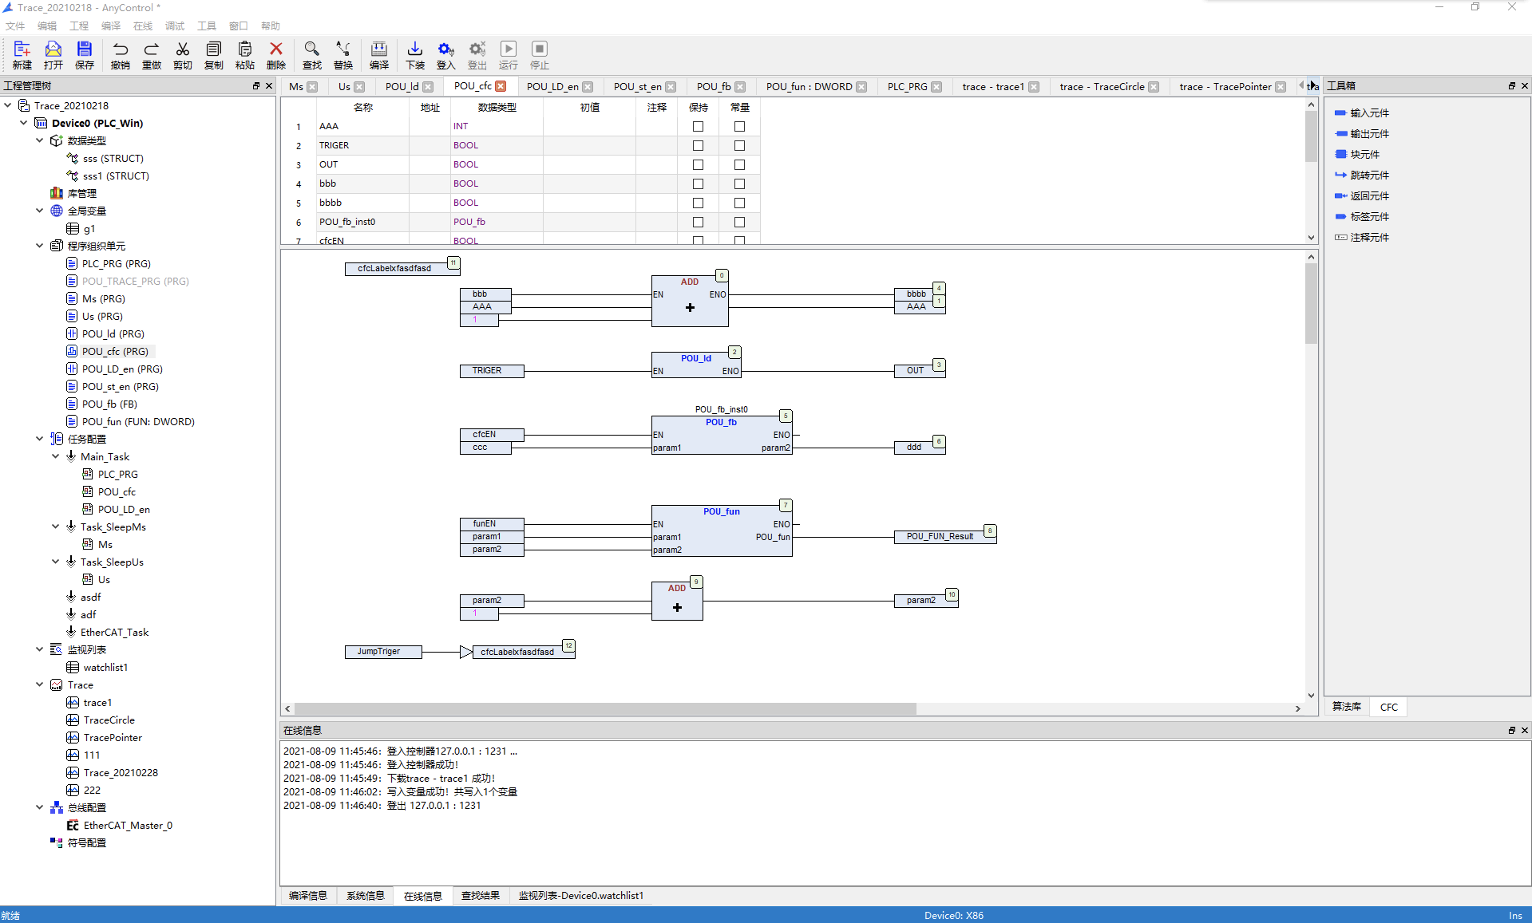 Trace_20210218 - AnyControl *
文件 编辑 工程 编译 在线 调试 工具 窗口 帮助
新建 打开 保存 撤销 重做 剪切 复制 粘贴 删除 查找 替换 编译 下装 登入 登出 运行 停止
工程管理树
Trace_20210218
Device0 (PLC_Win)
数据类型
sss (STRUCT)
sss1 (STRUCT)
库管理
全局变量
g1
程序组织单元
PLC_PRG (PRG)
POU_TRACE_PRG (PRG)
Ms (PRG)
Us (PRG)
POU_ld (PRG)
POU_cfc (PRG)
POU_LD_en (PRG)
POU_st_en (PRG)
POU_fb (FB)
POU_fun (FUN: DWORD)
任务配置
Main_Task
PLC_PRG
POU_cfc
POU_LD_en
Task_SleepMs
Ms
Task_SleepUs
Us
asdf
adf
EtherCAT_Task
监视列表
watchlist1
Trace
trace1
TraceCircle
TracePointer
111
Trace_20210228
222
总线配置
EtherCAT_Master_0
符号配置
Ms Us POU_ld POU_cfc POU_LD_en POU_st_en POU_fb POU_fun : DWORD PLC_PRG trace - trace1 trace - TraceCircle trace - TracePointer
名称 地址 数据类型 初值 注释 保持 常量
1 AAA INT
2 TRIGER BOOL
3 OUT BOOL
4 bbb BOOL
5 bbbb BOOL
6 POU_fb_inst0 POU_fb
7 cfcEN BOOL
cfcLabelxfasdfasd 11
ADD 0
bbb EN ENO bbbb 4
AAA AAA 1
1
POU_ld 2
TRIGER EN ENO OUT 3
POU_fb_inst0
POU_fb 5
cfcEN EN ENO
ccc param1 param2 ddd 6
POU_fun 7
funEN EN ENO
param1 param1 POU_fun POU_FUN_Result 8
param2 param2
ADD 9
param2 param2 10
1
JumpTriger cfcLabelxfasdfasd 12
工具箱
输入元件
输出元件
块元件
跳转元件
返回元件
标签元件
注释元件
算法库 CFC
在线信息
2021-08-09 11:45:46: 登入控制器127.0.0.1 : 1231 ...
2021-08-09 11:45:46: 登入控制器成功!
2021-08-09 11:45:49: 下载trace - trace1 成功!
2021-08-09 11:46:02: 写入变量成功! 共写入1个变量
2021-08-09 11:46:40: 登出 127.0.0.1 : 1231
编译信息 系统信息 在线信息 查找结果 监视列表-Device0.watchlist1
就绪 Device0: X86 Ins